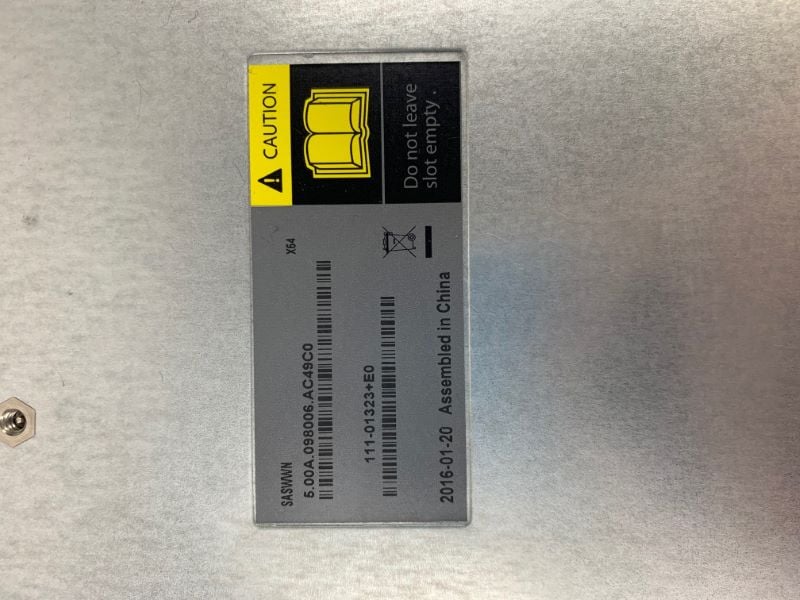 CAUTION
Do not leave
slot empty.
SASWWN
X64
5.00A.098006.AC49C0
111-01323+E0
2016-01-20 Assembled in China